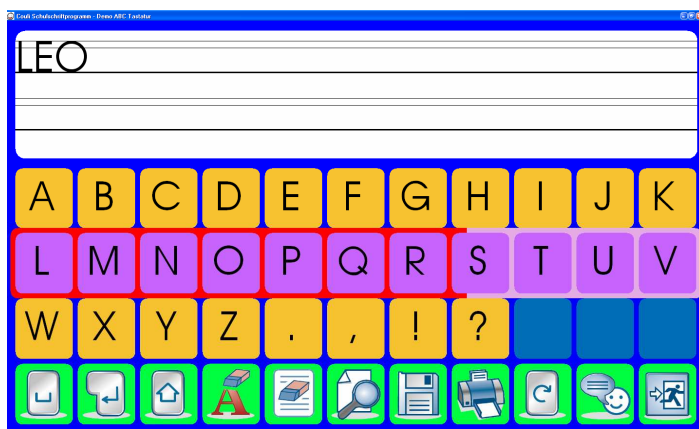 Couli Schulschriftprogramm - Demo ABC Tastatur
LEO
A B C D E F G H I J K
L M N O P Q R S T U V
W X Y Z . , ! ?
A
C